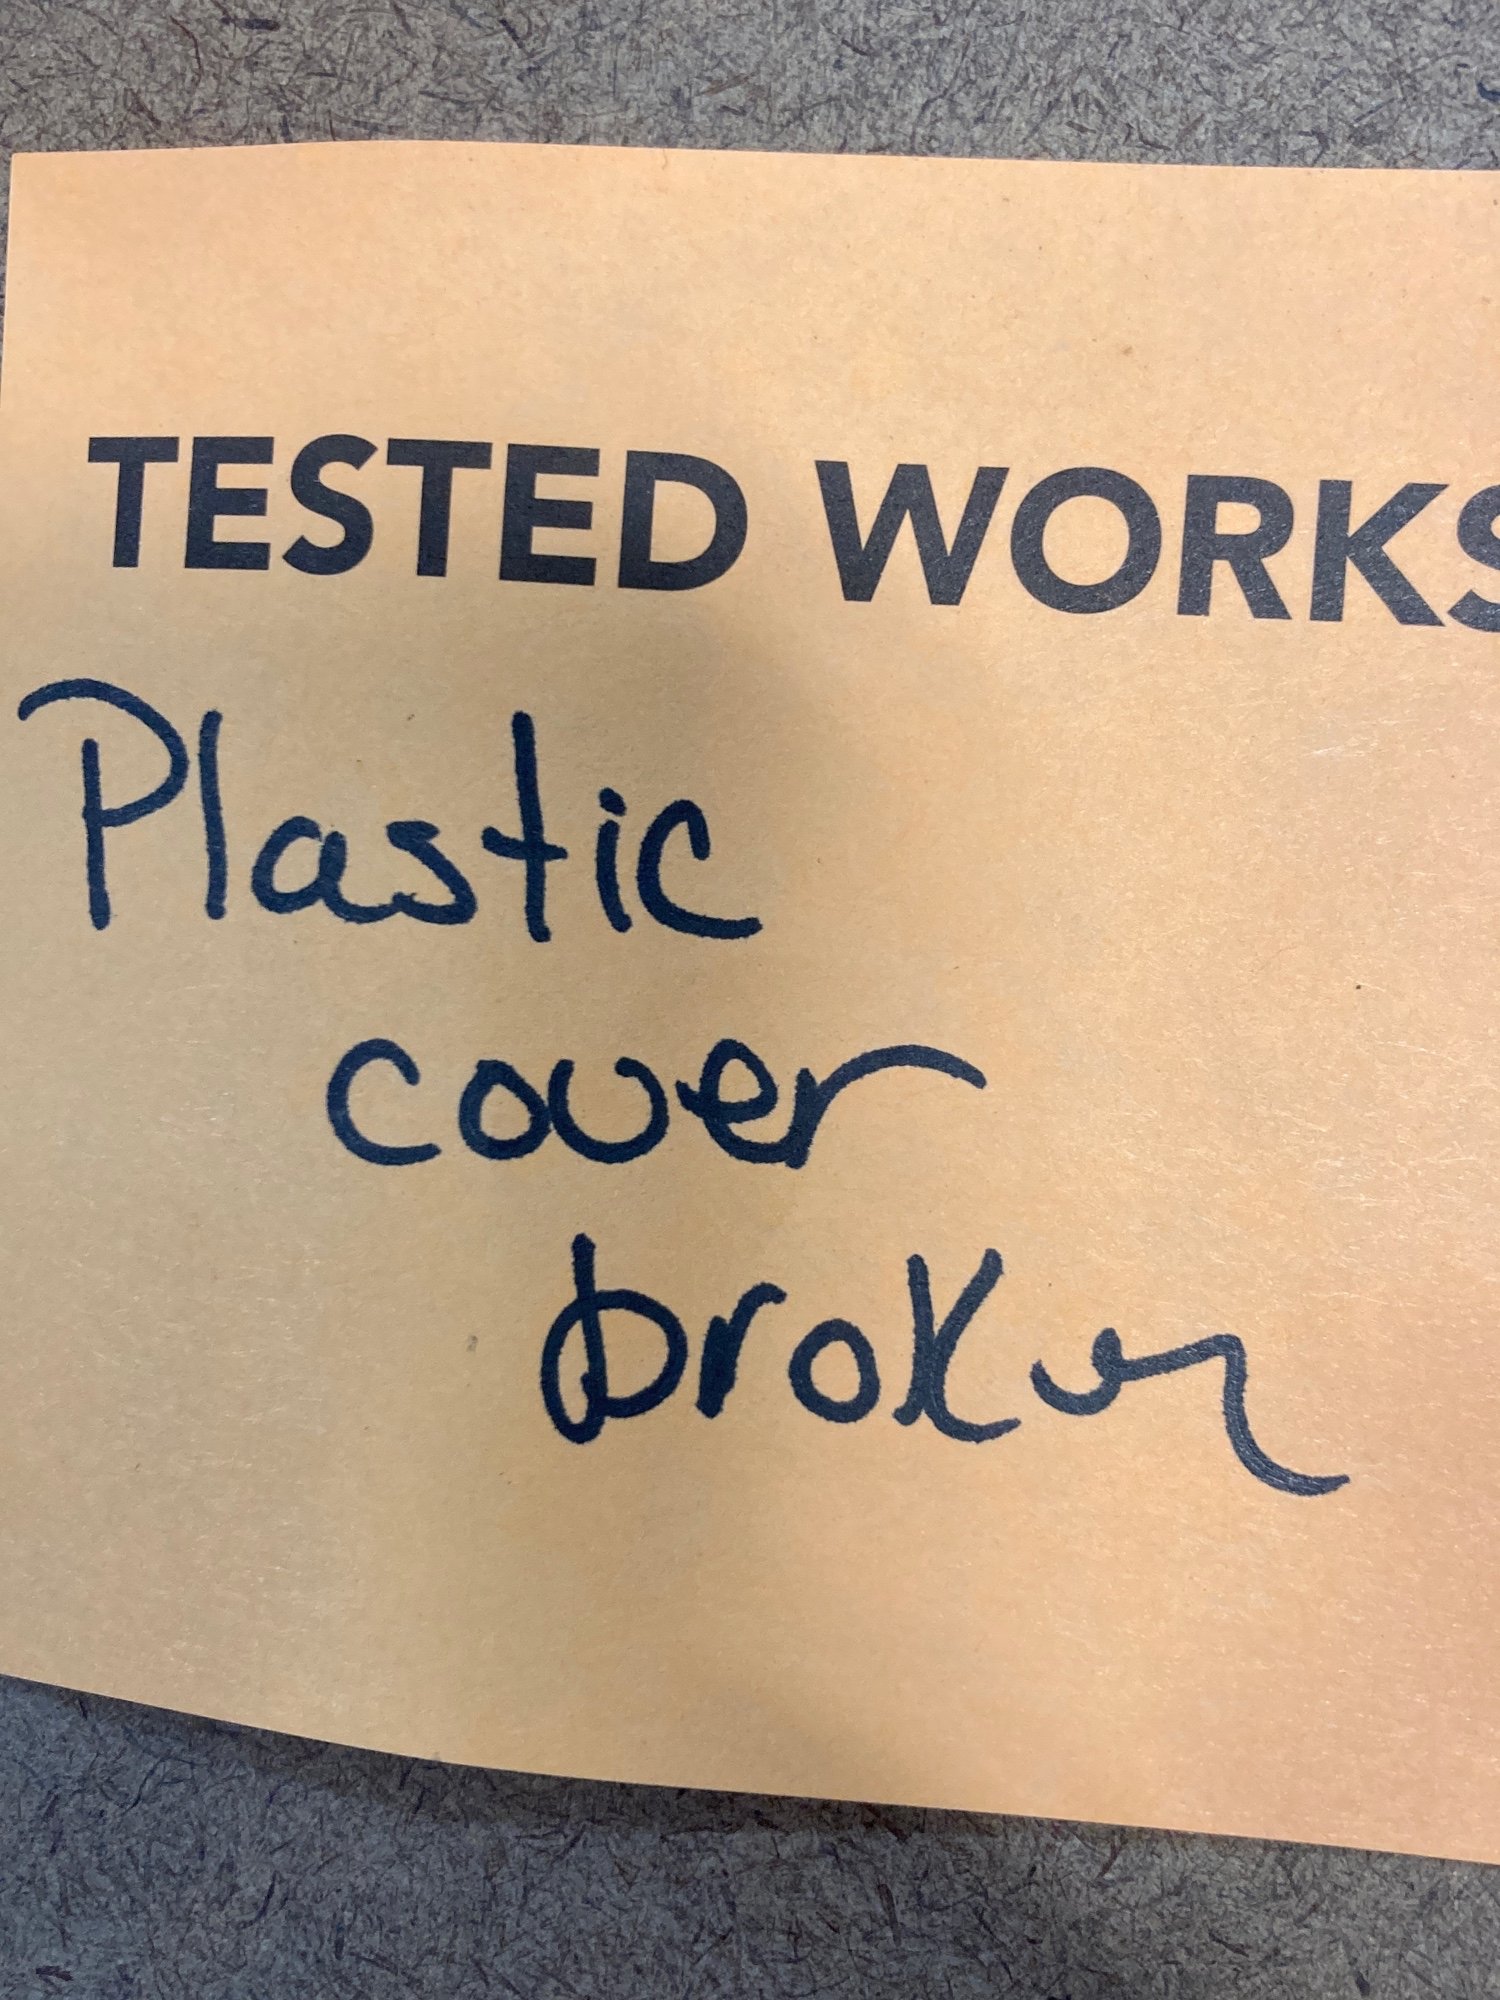 TESTED WORKS
Plastic
cover
broken